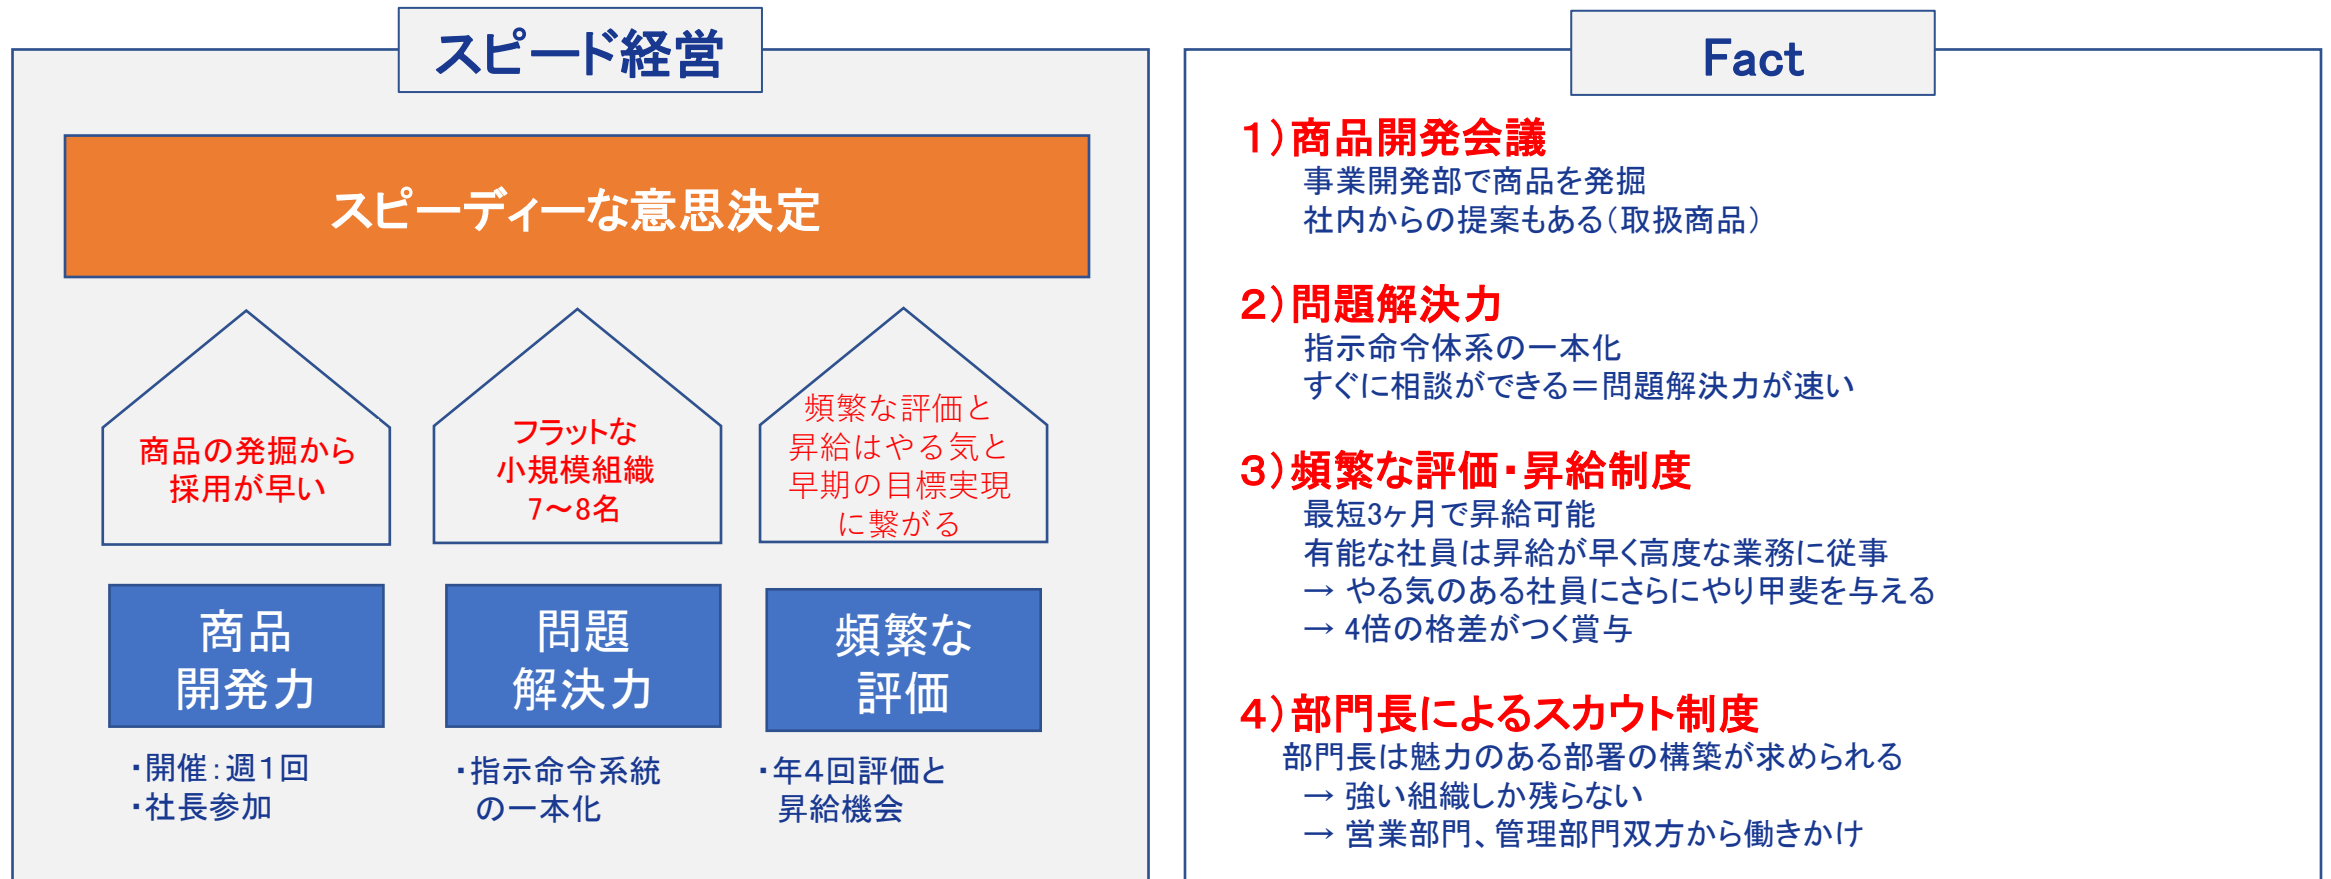 スピード経営
スピーディーな意思決定
商品の発掘から
採用が早い
フラットな
小規模組織
7～8名
頻繁な評価と
昇給はやる気と
早期の目標実現
に繋がる
商品
開発力
問題
解決力
頻繁な
評価
・開催：週１回
・社長参加
・指示命令系統
の一本化
・年４回評価と
昇給機会
Fact
１）商品開発会議
事業開発部で商品を発掘
社内からの提案もある（取扱商品）
２）問題解決力
指示命令体系の一本化
すぐに相談ができる＝問題解決力が速い
３）頻繁な評価・昇給制度
最短3ヶ月で昇給可能
有能な社員は昇給が早く高度な業務に従事
→ やる気のある社員にさらにやり甲斐を与える
→ 4倍の格差がつく賞与
４）部門長によるスカウト制度
部門長は魅力のある部署の構築が求められる
→ 強い組織しか残らない
→ 営業部門、管理部門双方から働きかけ